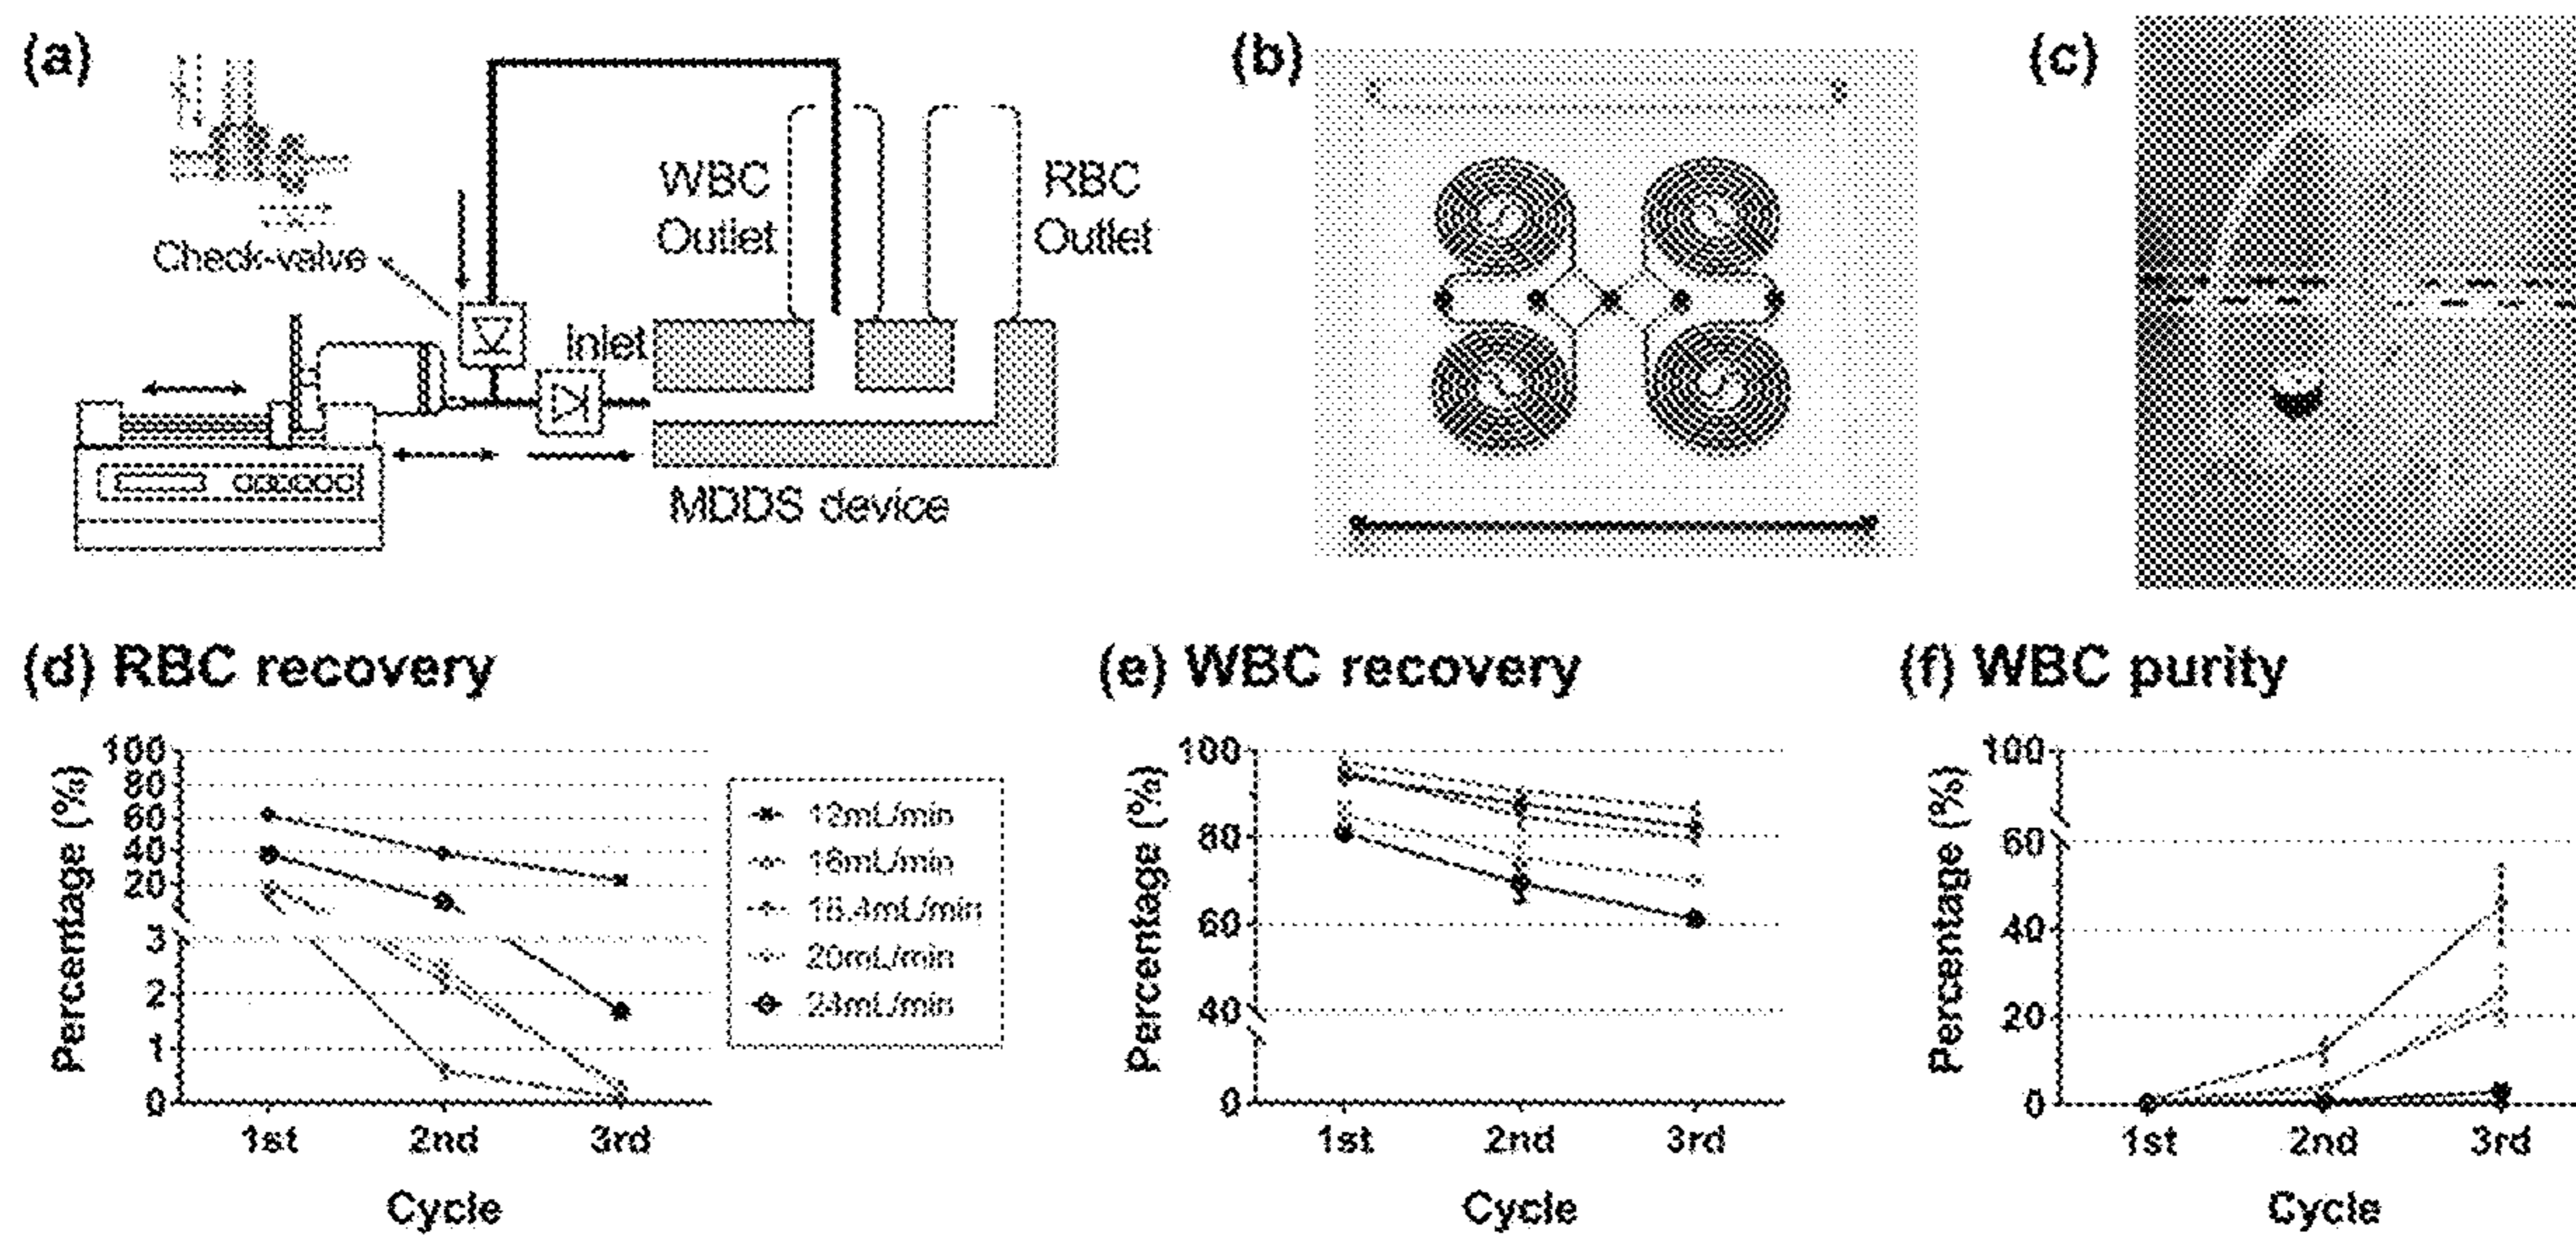 (a)
WBC
Outlet
RBC
Outlet
Check-valve
Inlet
MDDS device
(b)
(c)
(d) RBC recovery
Percentage (%)
100
80
60
40
20
3
2
1
0
1st 2nd 3rd
Cycle
12mL/min
16mL/min
18.4mL/min
20mL/min
24mL/min
(e) WBC recovery
Percentage (%)
100
80
60
40
0
1st 2nd 3rd
Cycle
(f) WBC purity
Percentage (%)
100
60
40
20
0
1st 2nd 3rd
Cycle